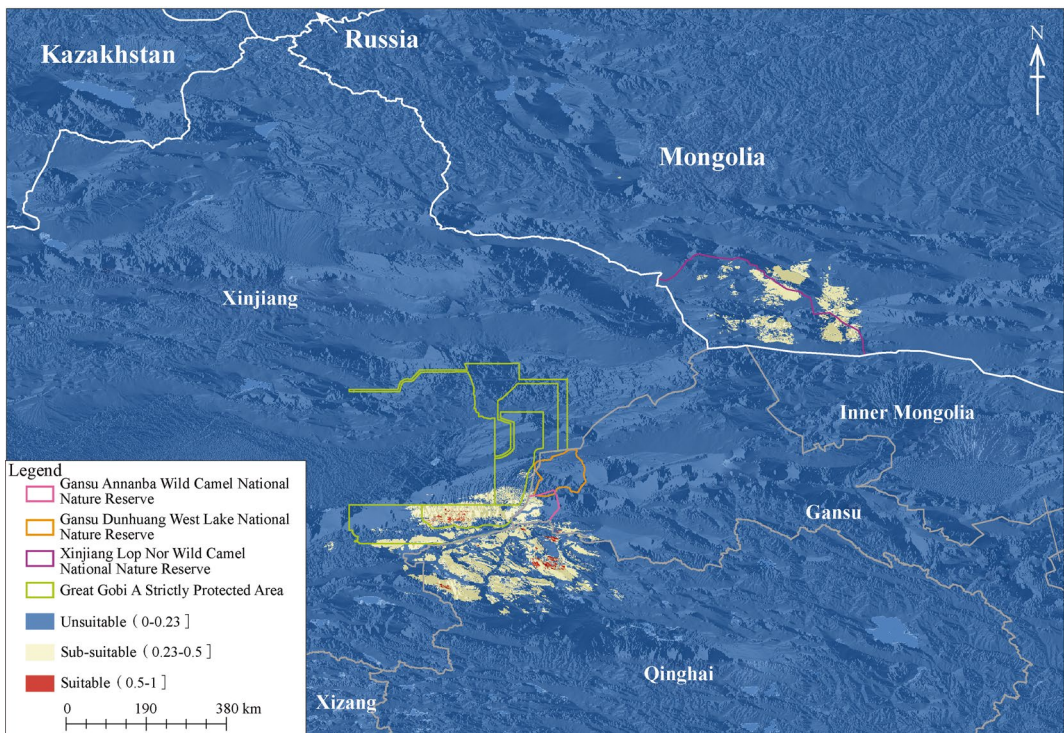 Kazakhstan
Russia
N
Mongolia
Xinjiang
Inner Mongolia
Gansu
Qinghai
Xizang
Legend
Gansu Annanba Wild Camel National
Nature Reserve
Gansu Dunhuang West Lake National
Nature Reserve
Xinjiang Lop Nor Wild Camel
National Nature Reserve
Great Gobi A Strictly Protected Area
Unsuitable（0-0.23］
Sub-suitable（0.23-0.5］
Suitable（0.5-1］
0 190 380 km